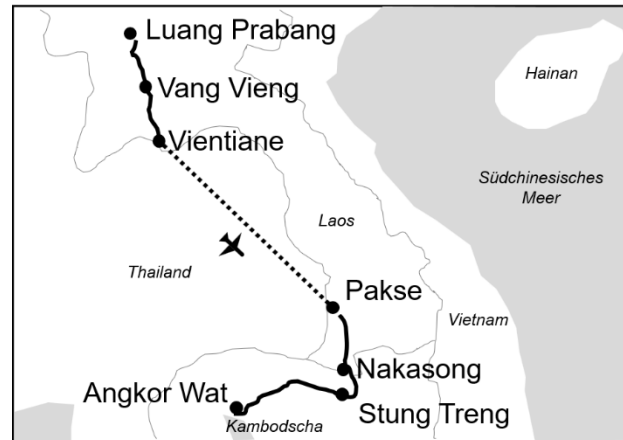 Luang Prabang
Hainan
Vang Vieng
Vientiane
Südchinesisches
Meer
Laos
Thailand
Pakse
Vietnam
Nakasong
Angkor Wat
Stung Treng
Kambodscha